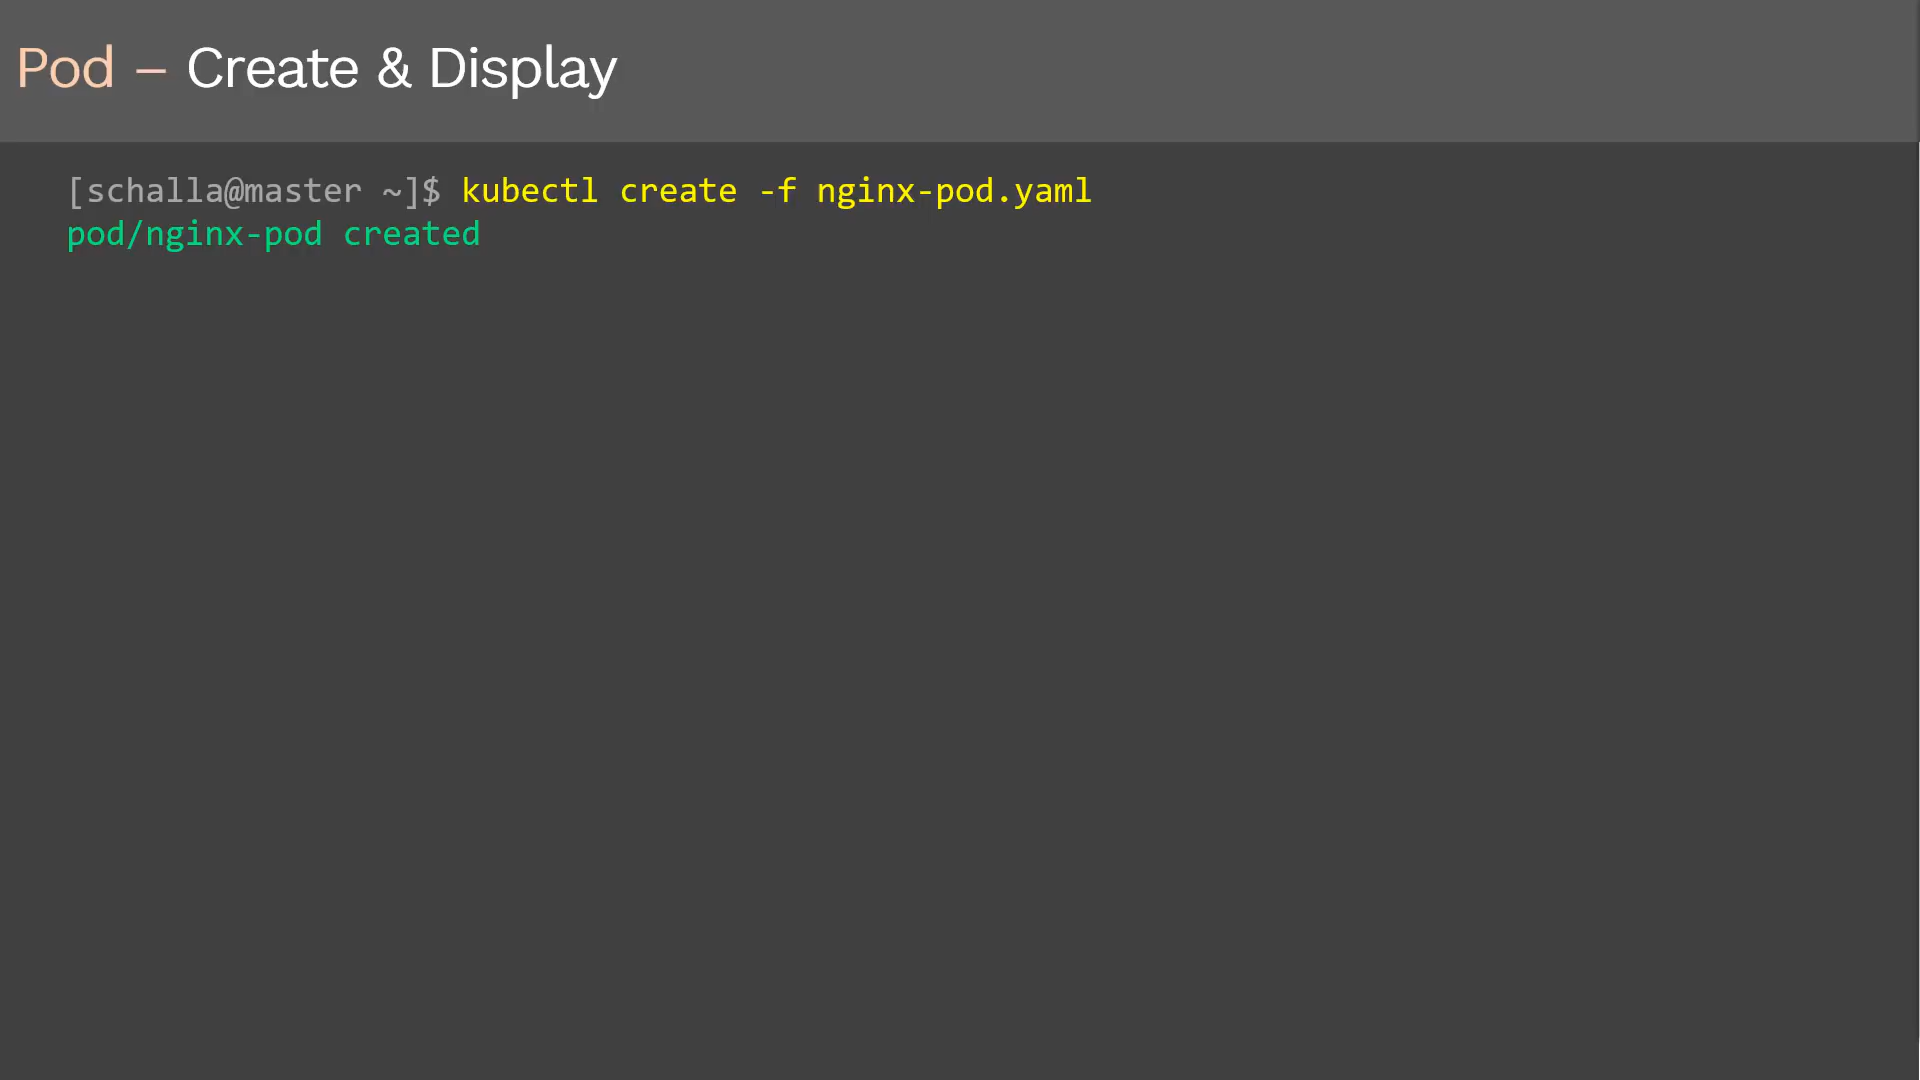 Pod – Create & Display
[schalla@master ~]$ kubectl create -f nginx-pod.yaml
pod/nginx-pod created